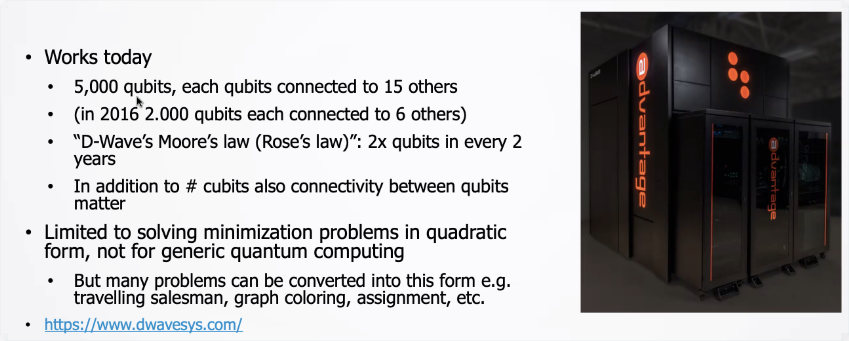 • Works today
• 5,000 qubits, each qubits connected to 15 others
• (in 2016 2.000 qubits each connected to 6 others)
• “D-Wave’s Moore’s law (Rose’s law)”: 2x qubits in every 2
years
• In addition to # cubits also connectivity between qubits
matter
• Limited to solving minimization problems in quadratic
form, not for generic quantum computing
• But many problems can be converted into this form e.g.
travelling salesman, graph coloring, assignment, etc.
• https://www.dwavesys.com/
advantage
advantage